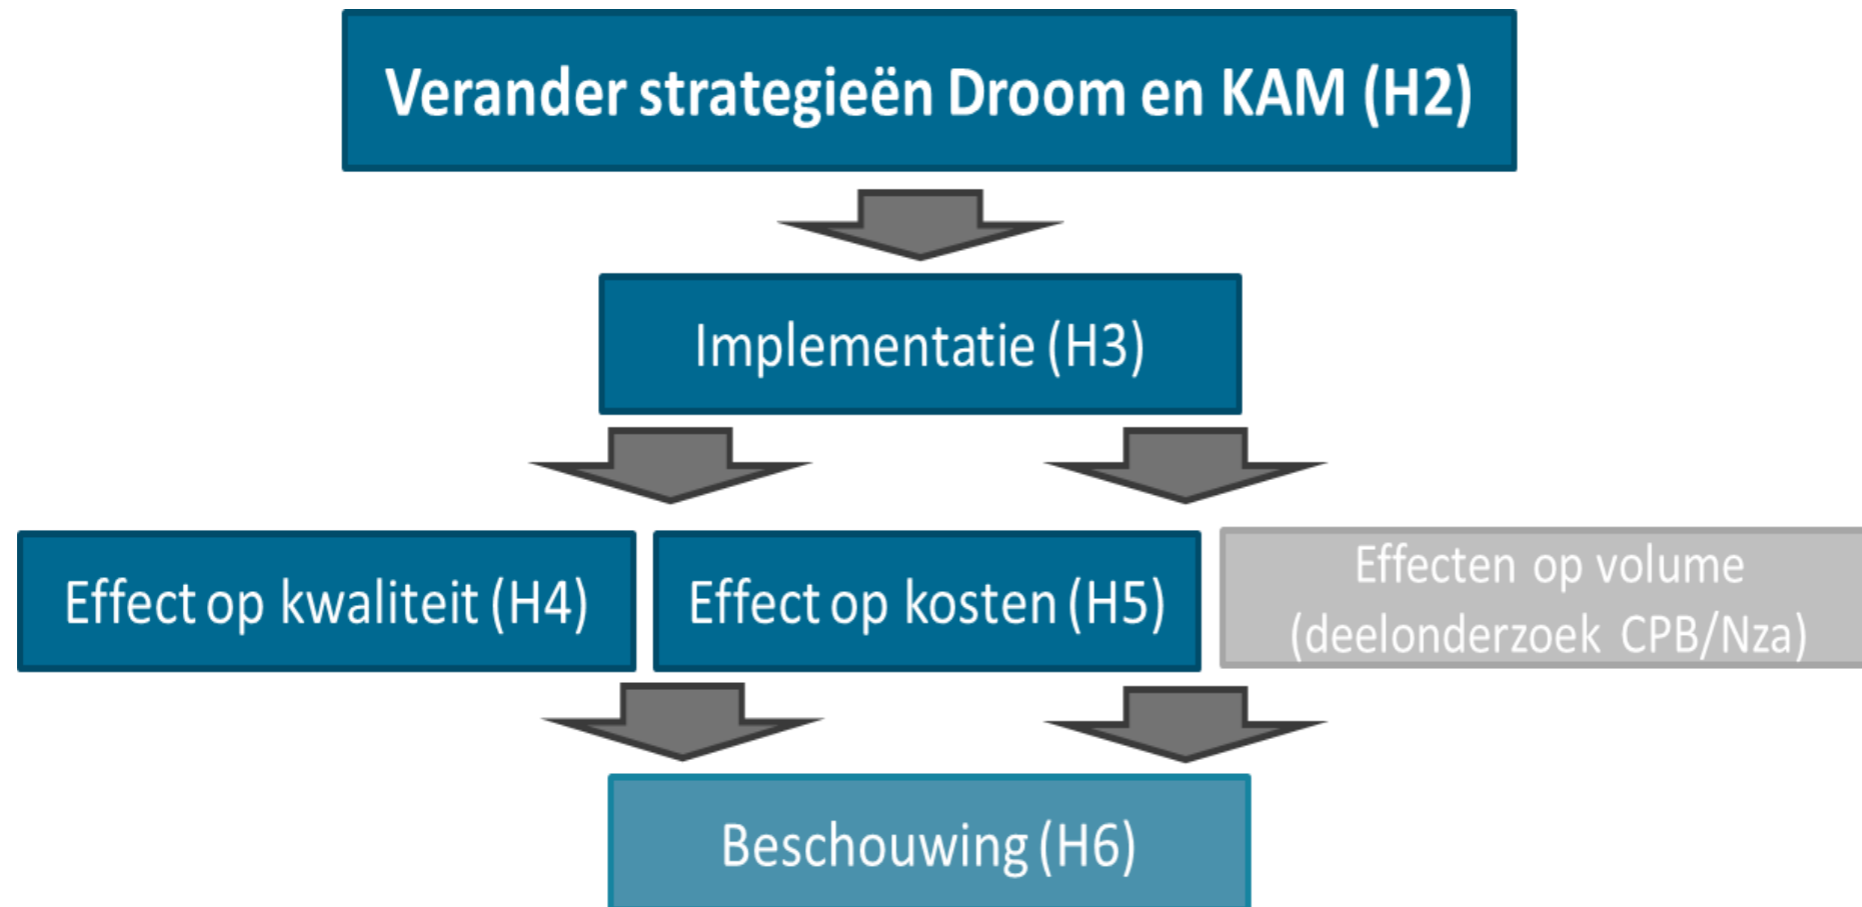 Verander strategieën Droom en KAM (H2)
Implementatie (H3)
Effect op kwaliteit (H4)
Effect op kosten (H5)
Effecten op volume
(deelonderzoek CPB/Nza)
Beschouwing (H6)